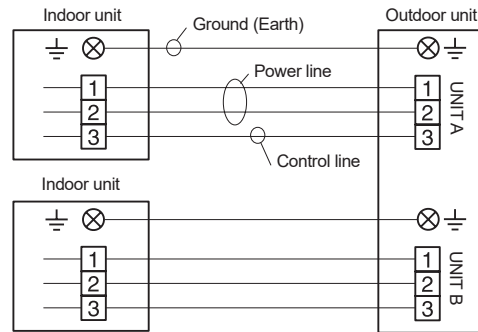 Indoor unit
Outdoor unit
Ground (Earth)
Power line
1
2
3
1
2
3
UNIT A
Control line
Indoor unit
1
2
3
1
2
3
UNIT B